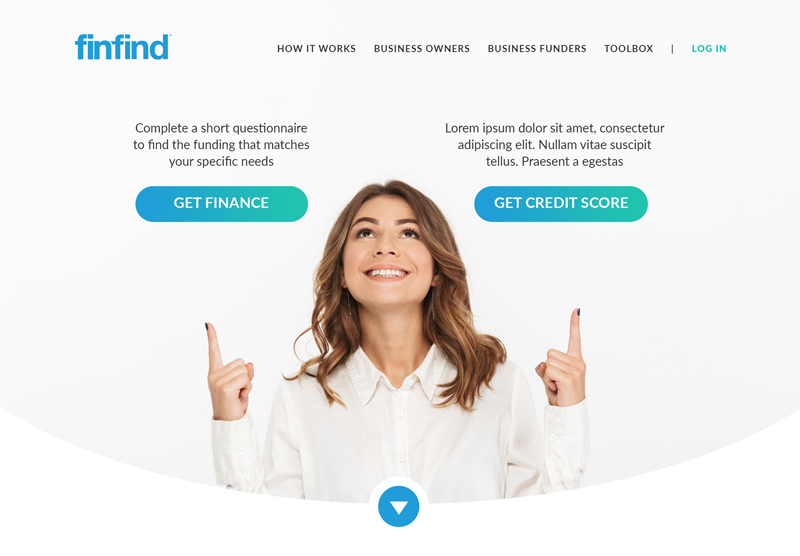 finfind
HOW IT WORKS BUSINESS OWNERS BUSINESS FUNDERS TOOLBOX | LOG IN
Complete a short questionnaire
to find the funding that matches
your specific needs
GET FINANCE
Lorem ipsum dolor sit amet, consectetur
adipiscing elit. Nullam vitae suscipit
tellus. Praesent a egestas
GET CREDIT SCORE